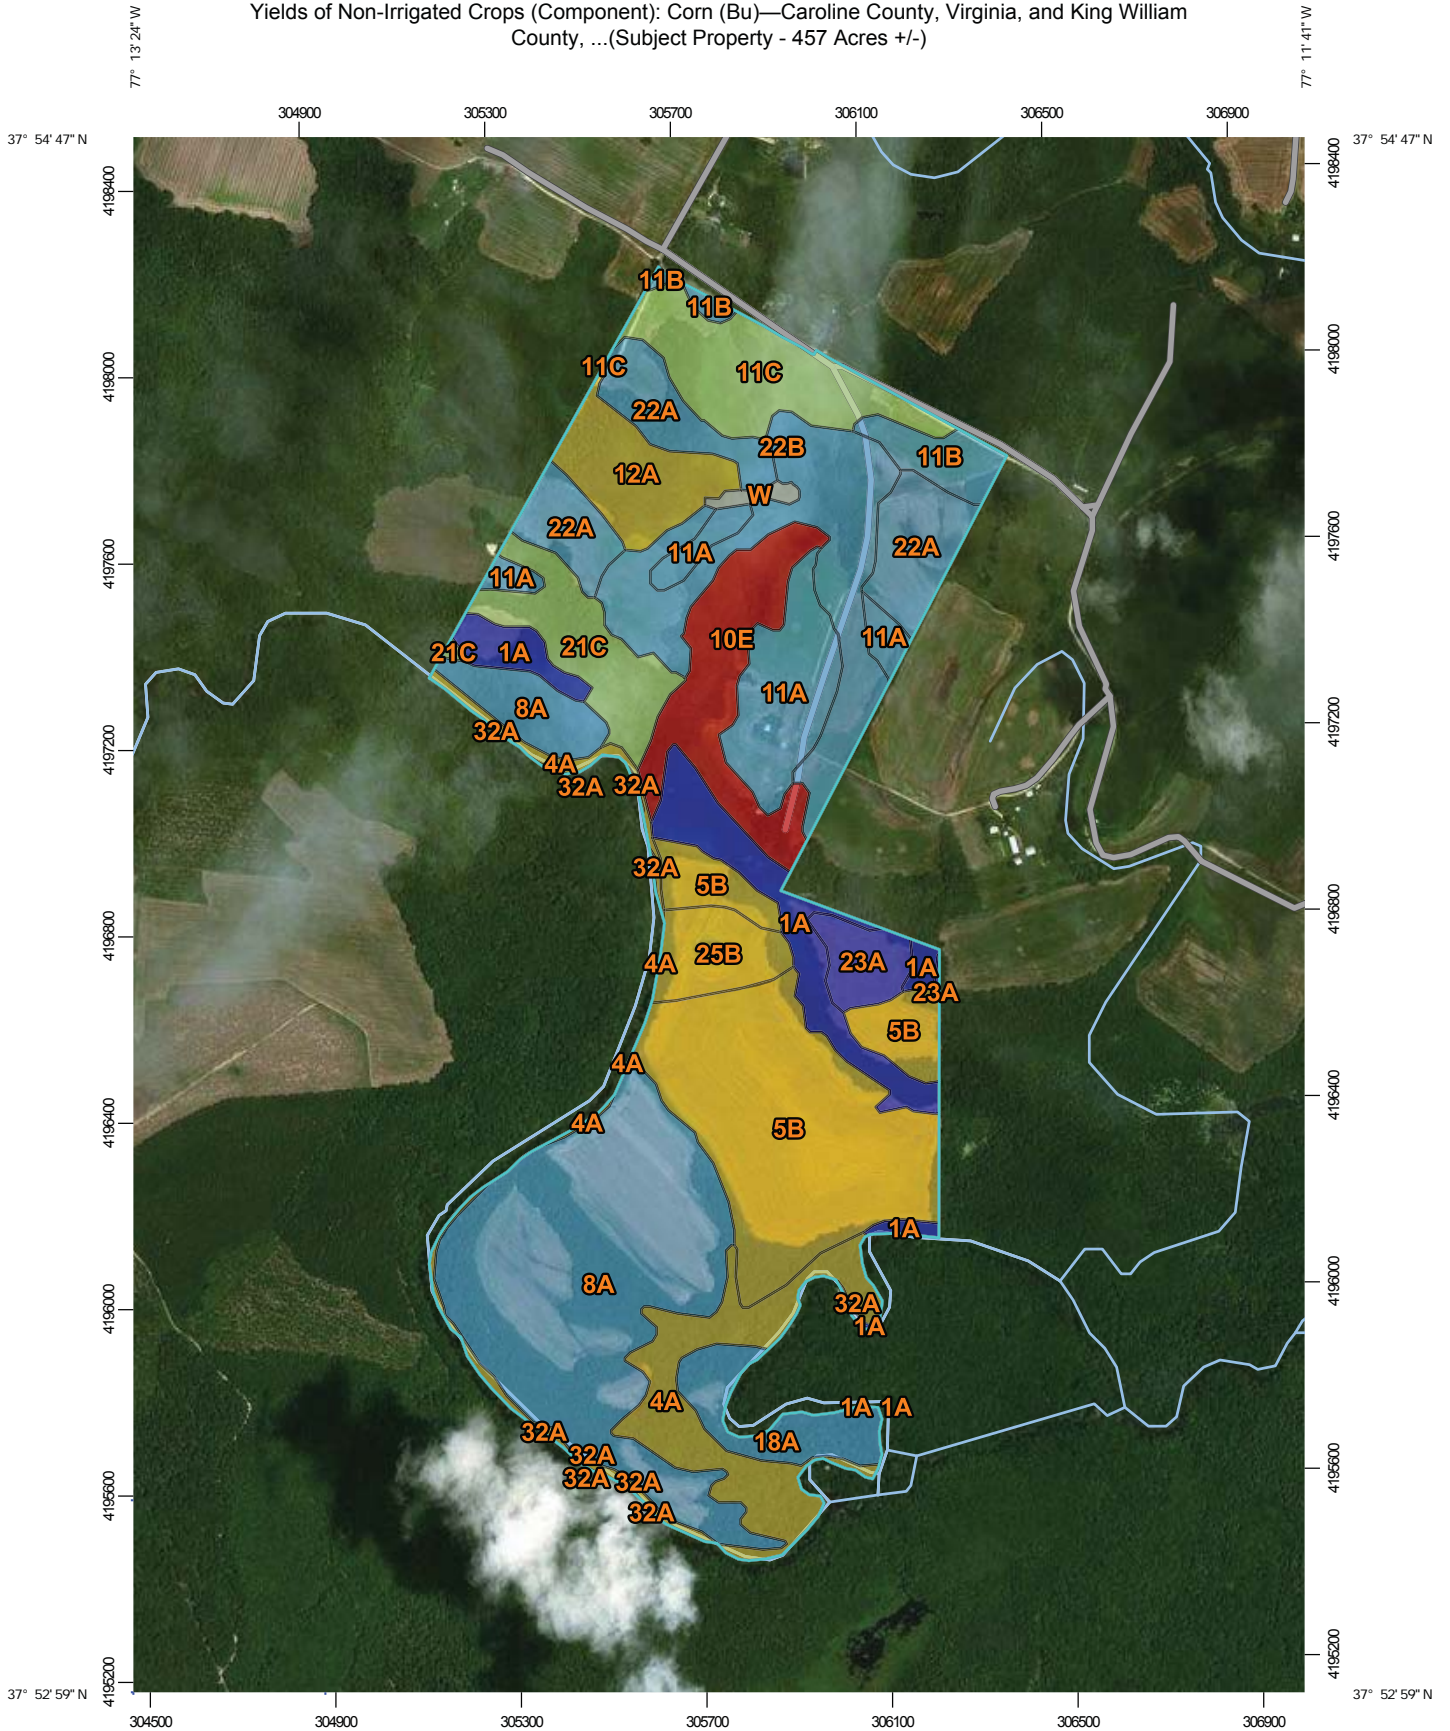 Yields of Non-Irrigated Crops (Component): Corn (Bu)—Caroline County, Virginia, and King William
County, ...(Subject Property - 457 Acres +/-)
77° 13' 24" W
77° 11' 41" W
304900
305300
305700
306100
306500
306900
37° 54' 47" N
37° 54' 47" N
4198400
4198400
11B
11B
11C
11C
4198000
4198000
22A
22B
11B
12A
W
22A
22A
11A
4197600
4197600
11A
10E
11A
21C
1A
21C
11A
8A
32A
4197200
4197200
4A
32A
32A
32A
5B
1A
4196800
4196800
25B
4A
23A
1A
23A
5B
4A
4196400
4196400
4A
5B
1A
8A
4196000
4196000
32A
1A
4A
1A
1A
32A
18A
32A
32A
32A
4195600
4195600
32A
4195200
4195200
37° 52' 59" N
37° 52' 59" N
304500
304900
305300
305700
306100
306500
306900